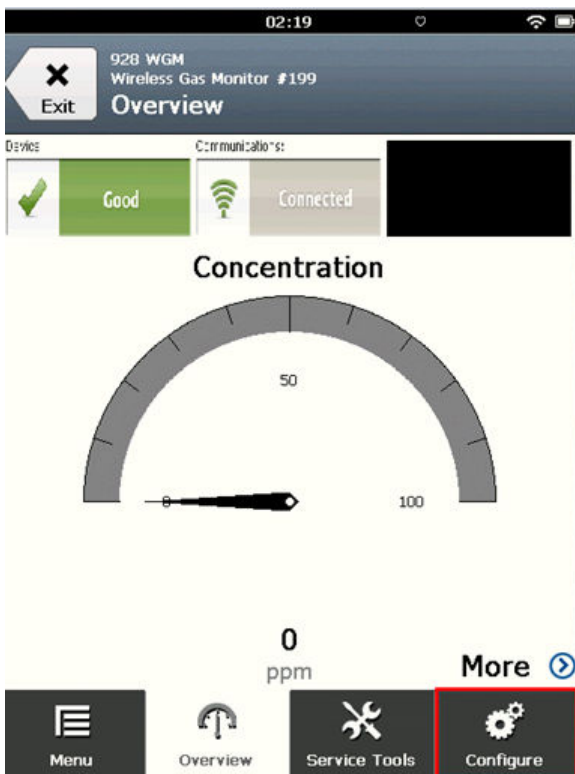 02:19
928 WGM
Wireless Gas Monitor #199
Exit
Overview
Device
Communications:
Good
Connected
Concentration
50
0
100
0
ppm
More
Menu
Overview
Service Tools
Configure